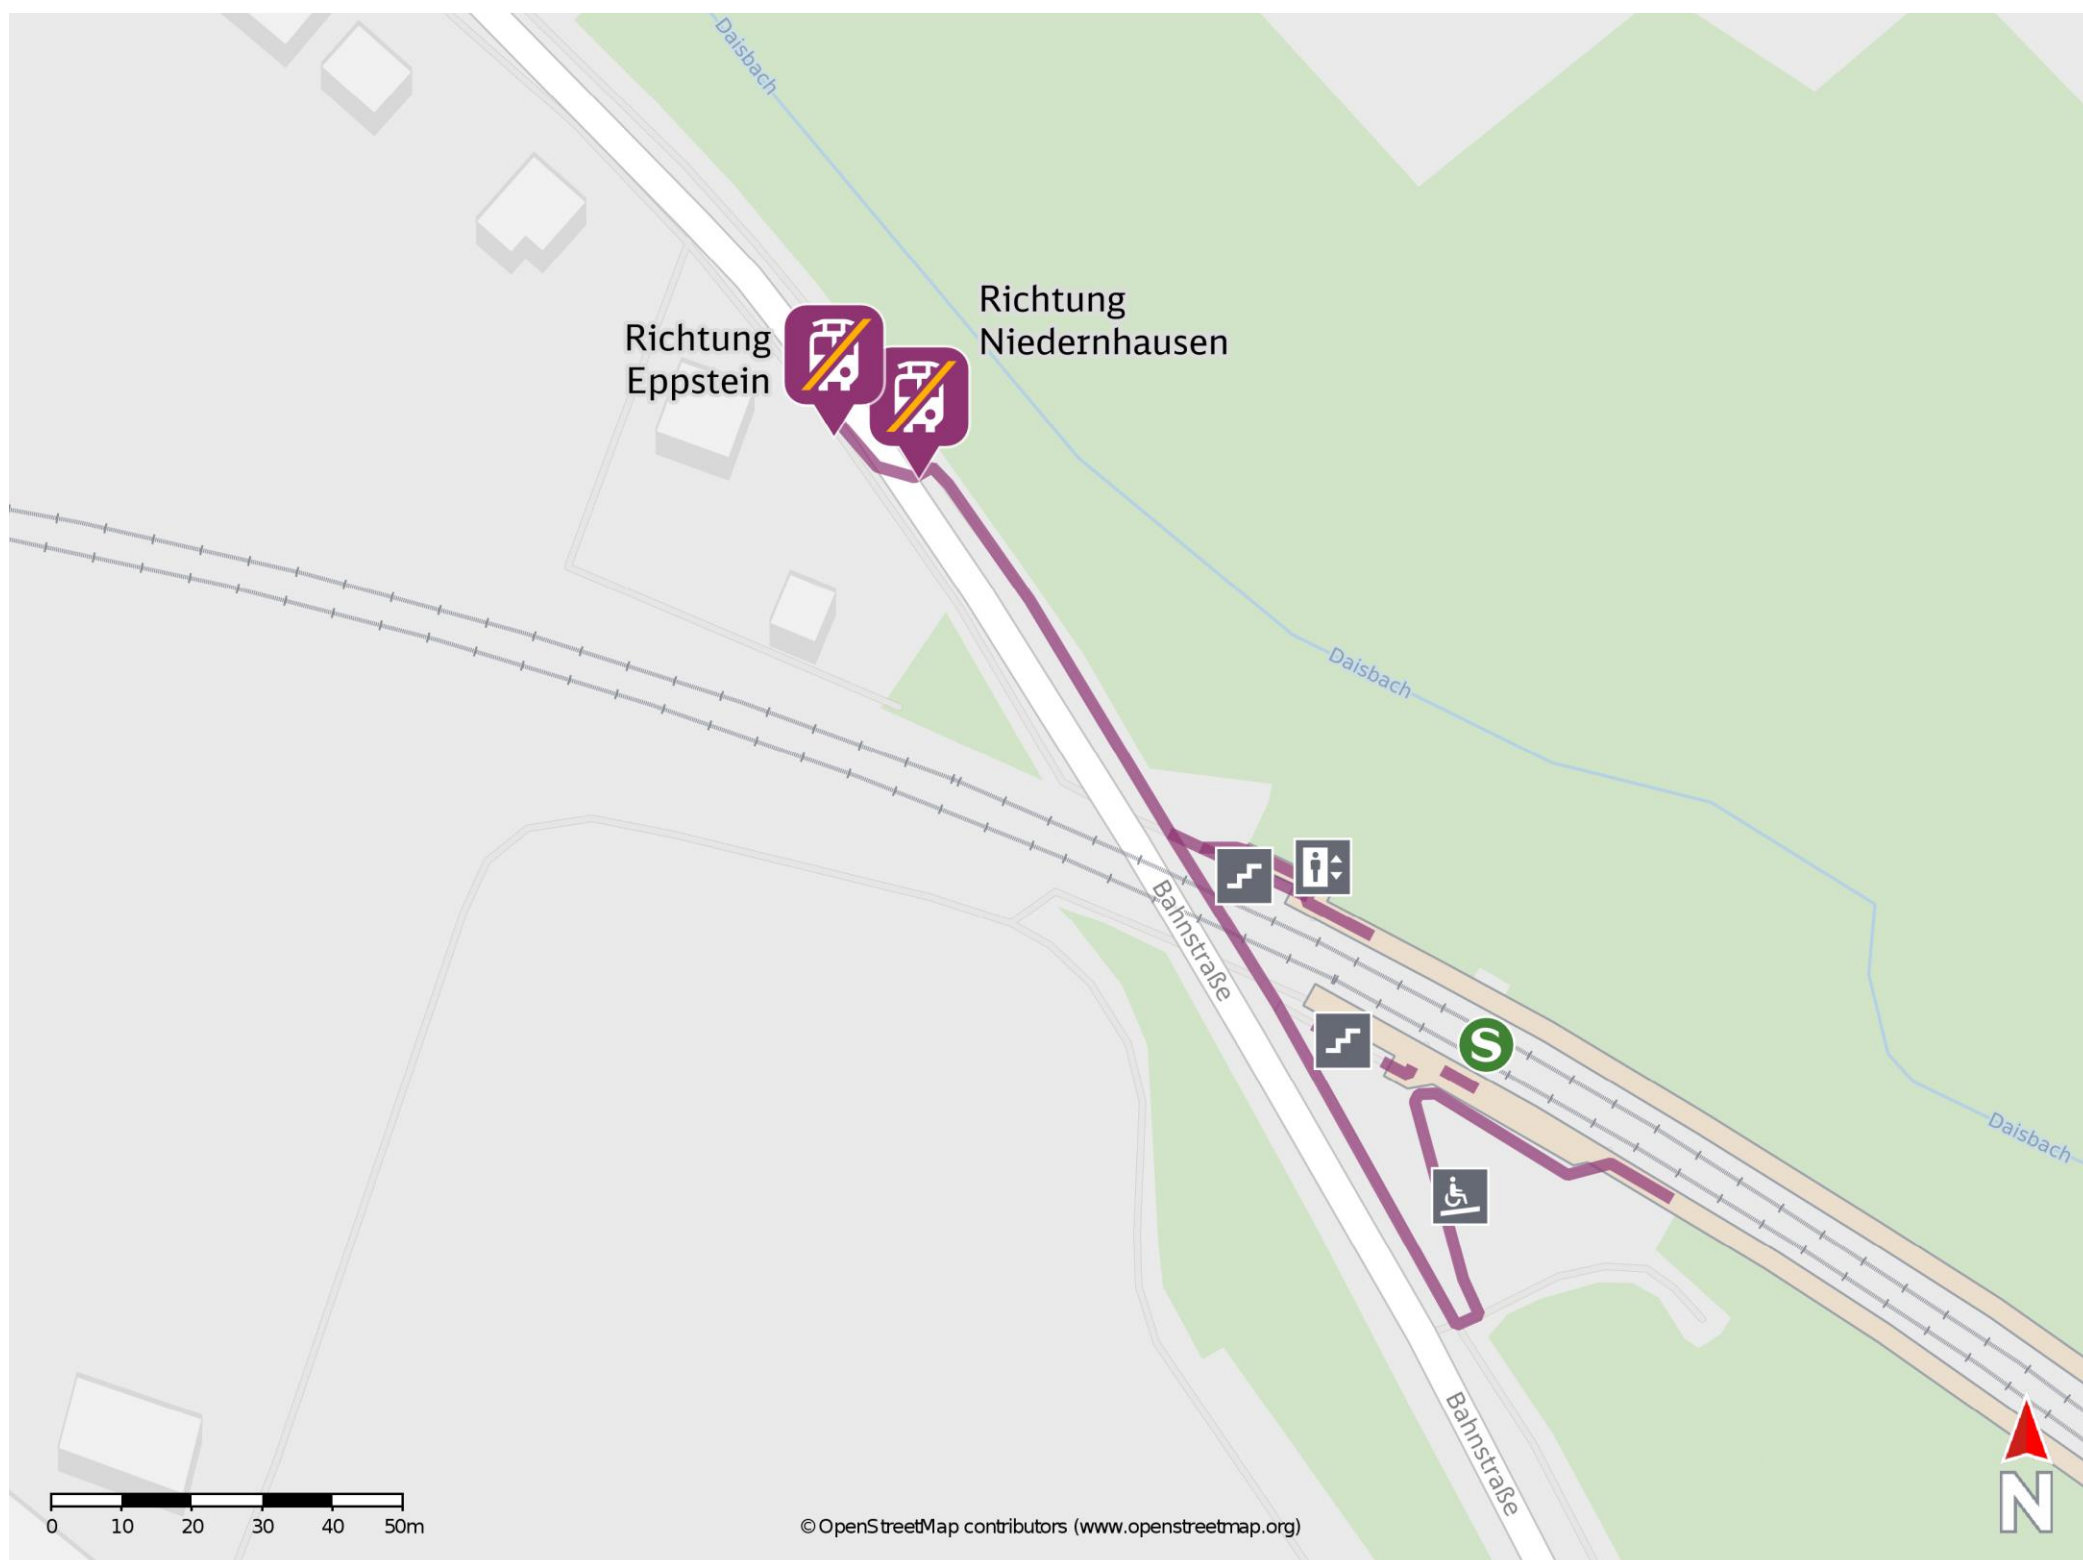 Daisbach
Richtung
Niedernhausen
Richtung
Eppstein
Daisbach
Bahnstraße
S
Daisbach
Bahnstraße
N
0 10 20 30 40 50m
© OpenStreetMap contributors (www.openstreetmap.org)